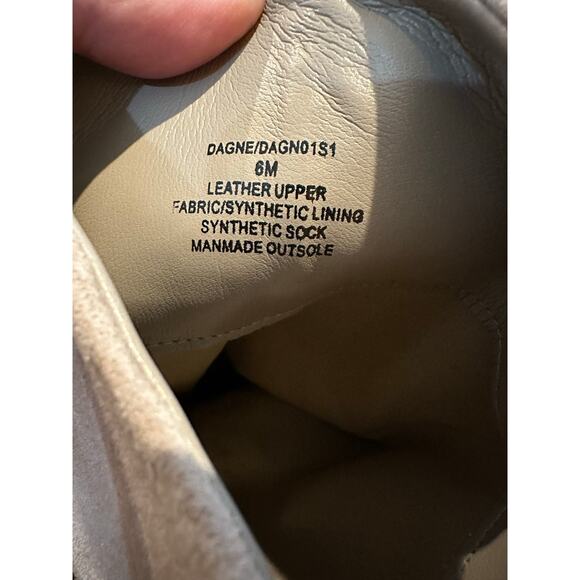 DAGNE/DAGN01S1
6M
LEATHER UPPER
FABRIC/SYNTHETIC LINING
SYNTHETIC SOCK
MANMADE OUTSOLE